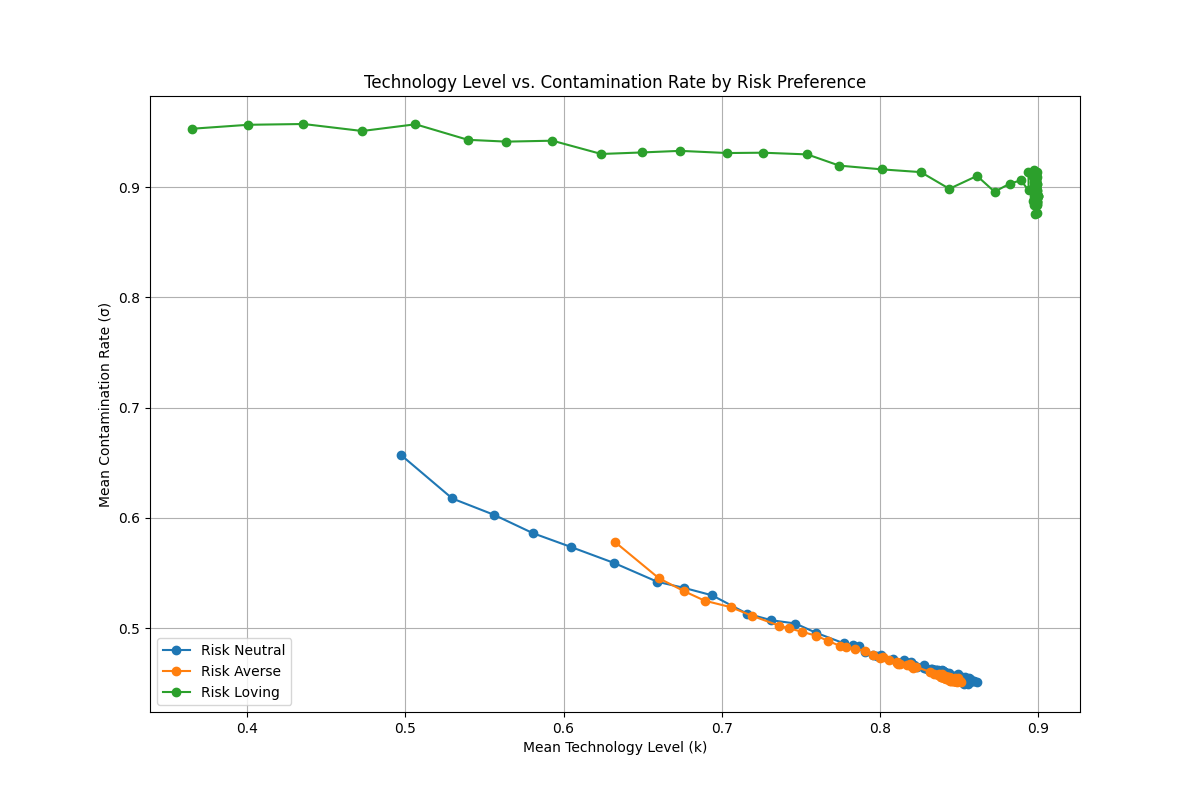 Technology Level vs. Contamination Rate by Risk Preference
Mean Contamination Rate (σ)
0.9
0.8
0.7
0.6
0.5
Risk Neutral
Risk Averse
Risk Loving
0.4 0.5 0.6 0.7 0.8 0.9
Mean Technology Level (k)